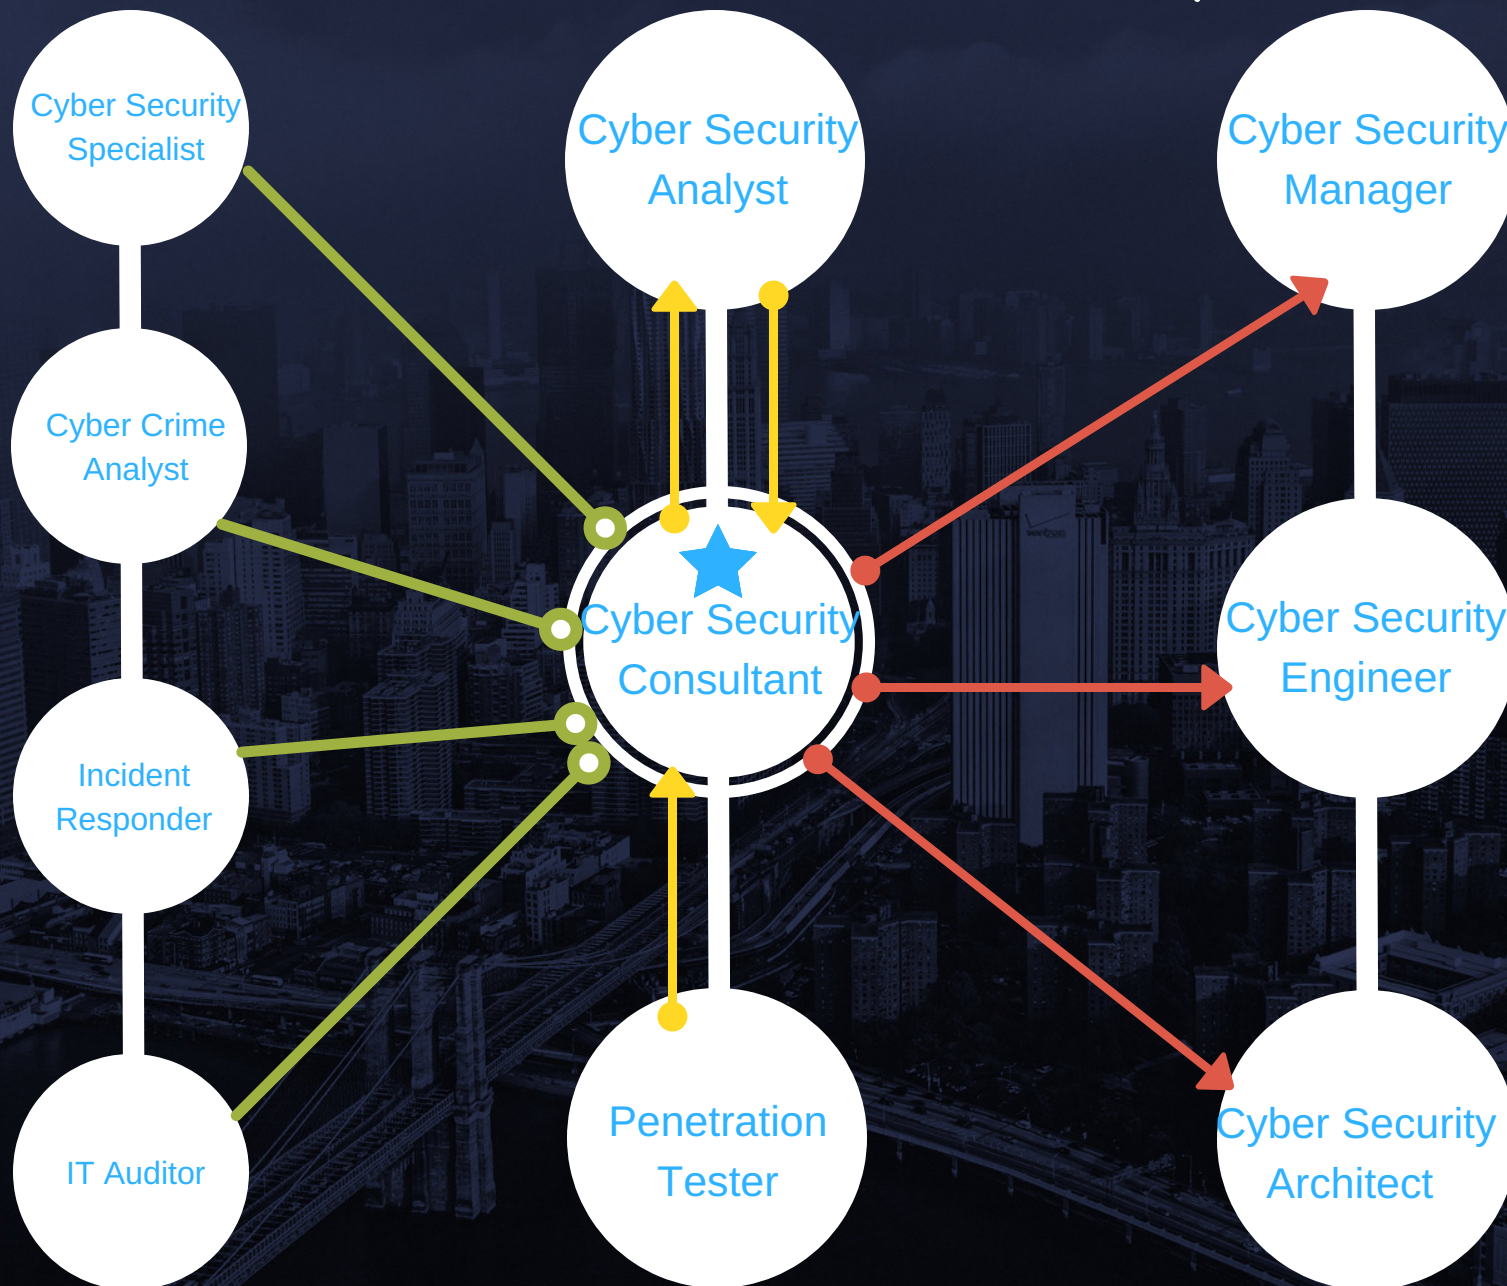 Cyber Security
Specialist
Cyber Crime
Analyst
Incident
Responder
IT Auditor
Cyber Security
Analyst
Cyber Security
Consultant
Penetration
Tester
Cyber Security
Manager
Cyber Security
Engineer
Cyber Security
Architect